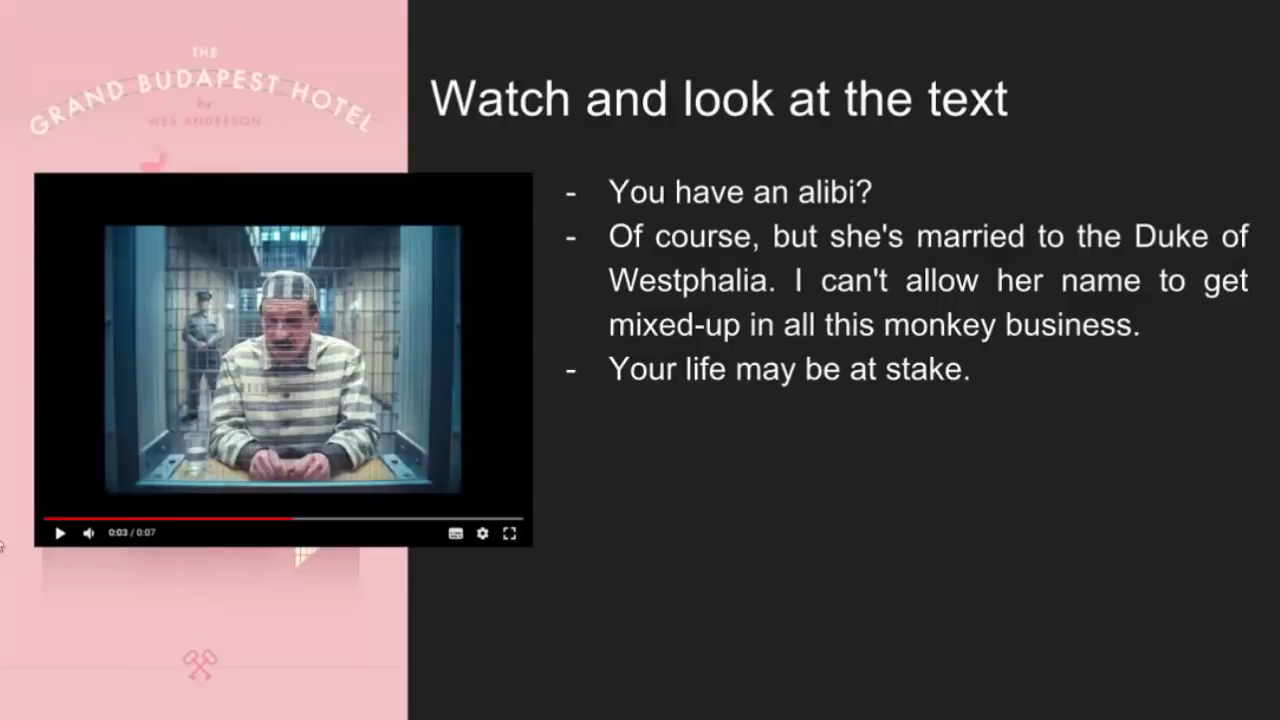 THE
GRAND BUDAPEST HOTEL
by
WES ANDERSON
Watch and look at the text
- You have an alibi?
- Of course, but she's married to the Duke of
Westphalia. I can't allow her name to get
mixed-up in all this monkey business.
- Your life may be at stake.
0:03 / 0:07